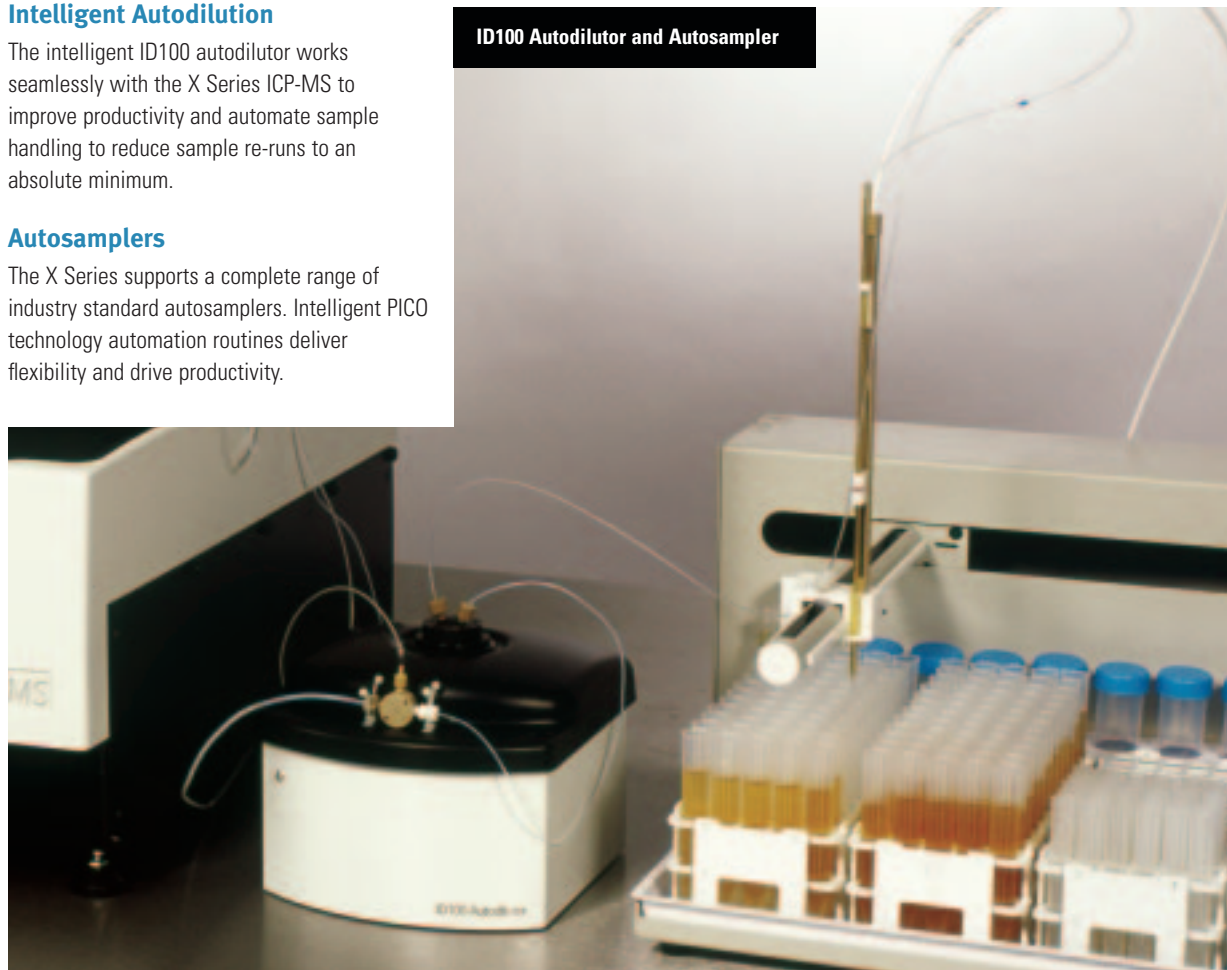 Intelligent Autodilution
The intelligent ID100 autodilutor works
seamlessly with the X Series ICP-MS to
improve productivity and automate sample
handling to reduce sample re-runs to an
absolute minimum.
Autosamplers
The X Series supports a complete range of
industry standard autosamplers. Intelligent PICO
technology automation routines deliver
flexibility and drive productivity.
ID100 Autodilutor and Autosampler
MS
ID100 Autodilutor